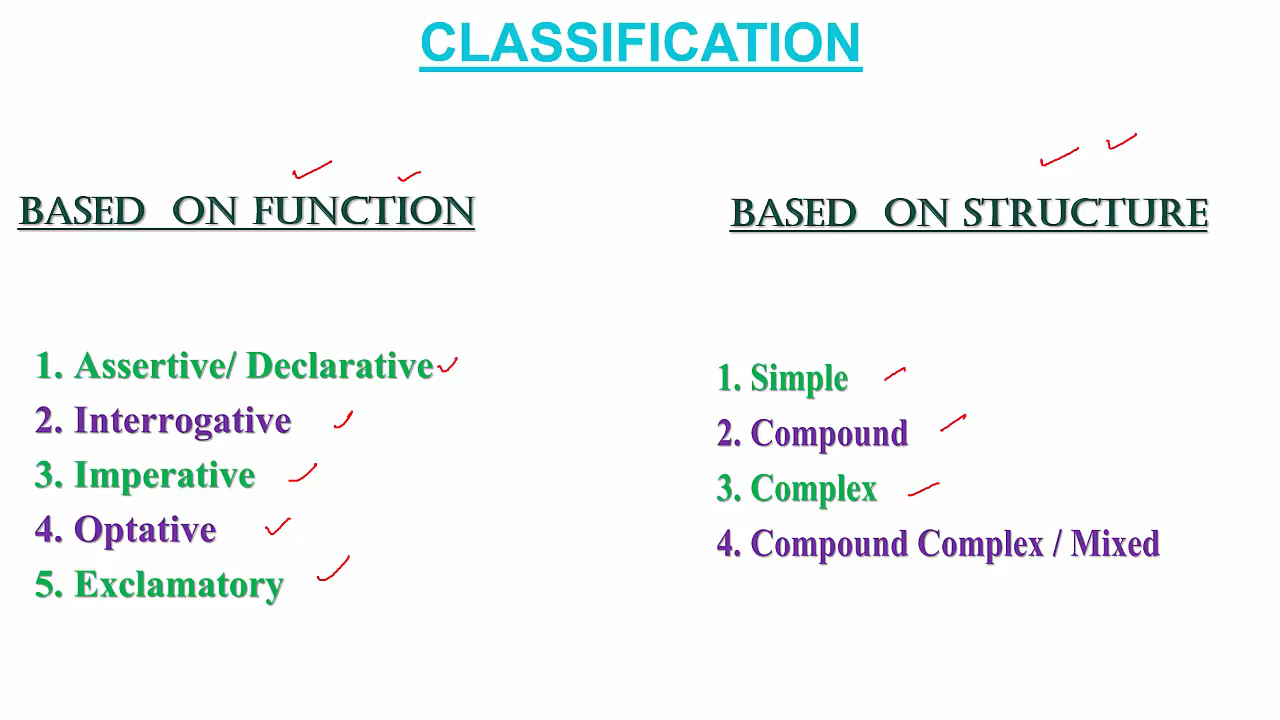 CLASSIFICATION
BASED ON FUNCTION
1. Assertive/ Declarative
2. Interrogative
3. Imperative
4. Optative
5. Exclamatory
BASED ON STRUCTURE
1. Simple
2. Compound
3. Complex
4. Compound Complex / Mixed